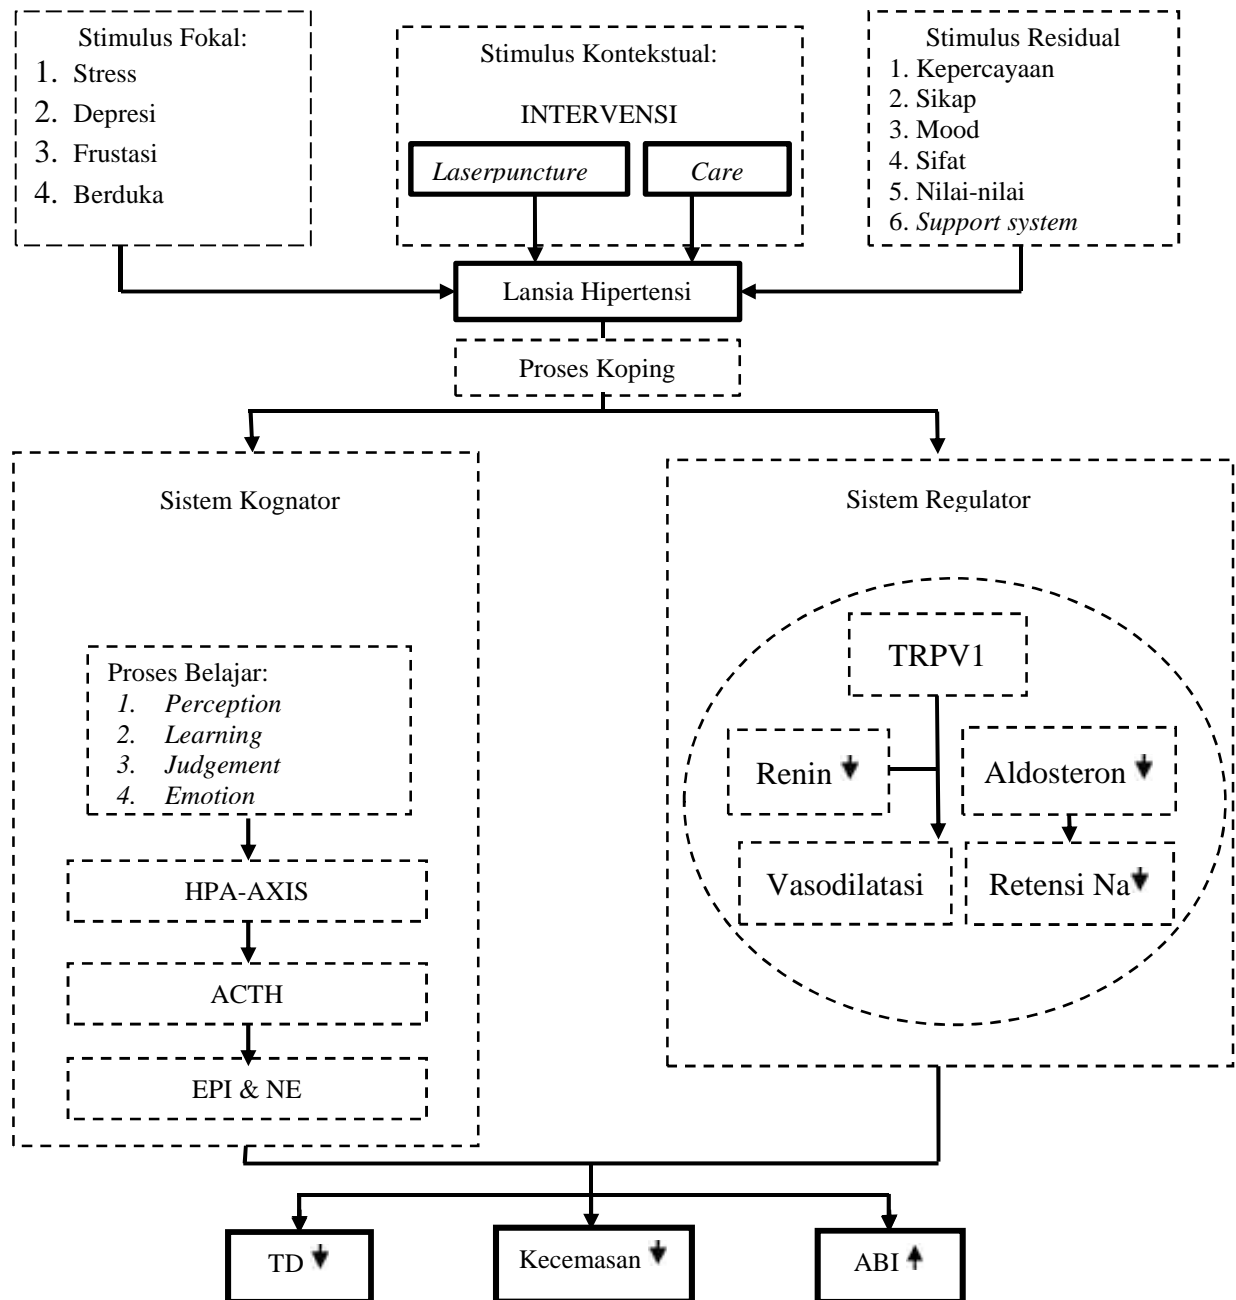 Stimulus Fokal:
1. Stress
2. Depresi
3. Frustasi
4. Berduka
Stimulus Kontekstual:
INTERVENSI
Laserpuncture
Care
Stimulus Residual
1. Kepercayaan
2. Sikap
3. Mood
4. Sifat
5. Nilai-nilai
6. Support system
Lansia Hipertensi
Proses Koping
Sistem Kognator
Proses Belajar:
1. Perception
2. Learning
3. Judgement
4. Emotion
HPA-AXIS
ACTH
EPI & NE
Sistem Regulator
TRPV1
Renin
Aldosteron
Vasodilatasi
Retensi Na
TD
Kecemasan
ABI